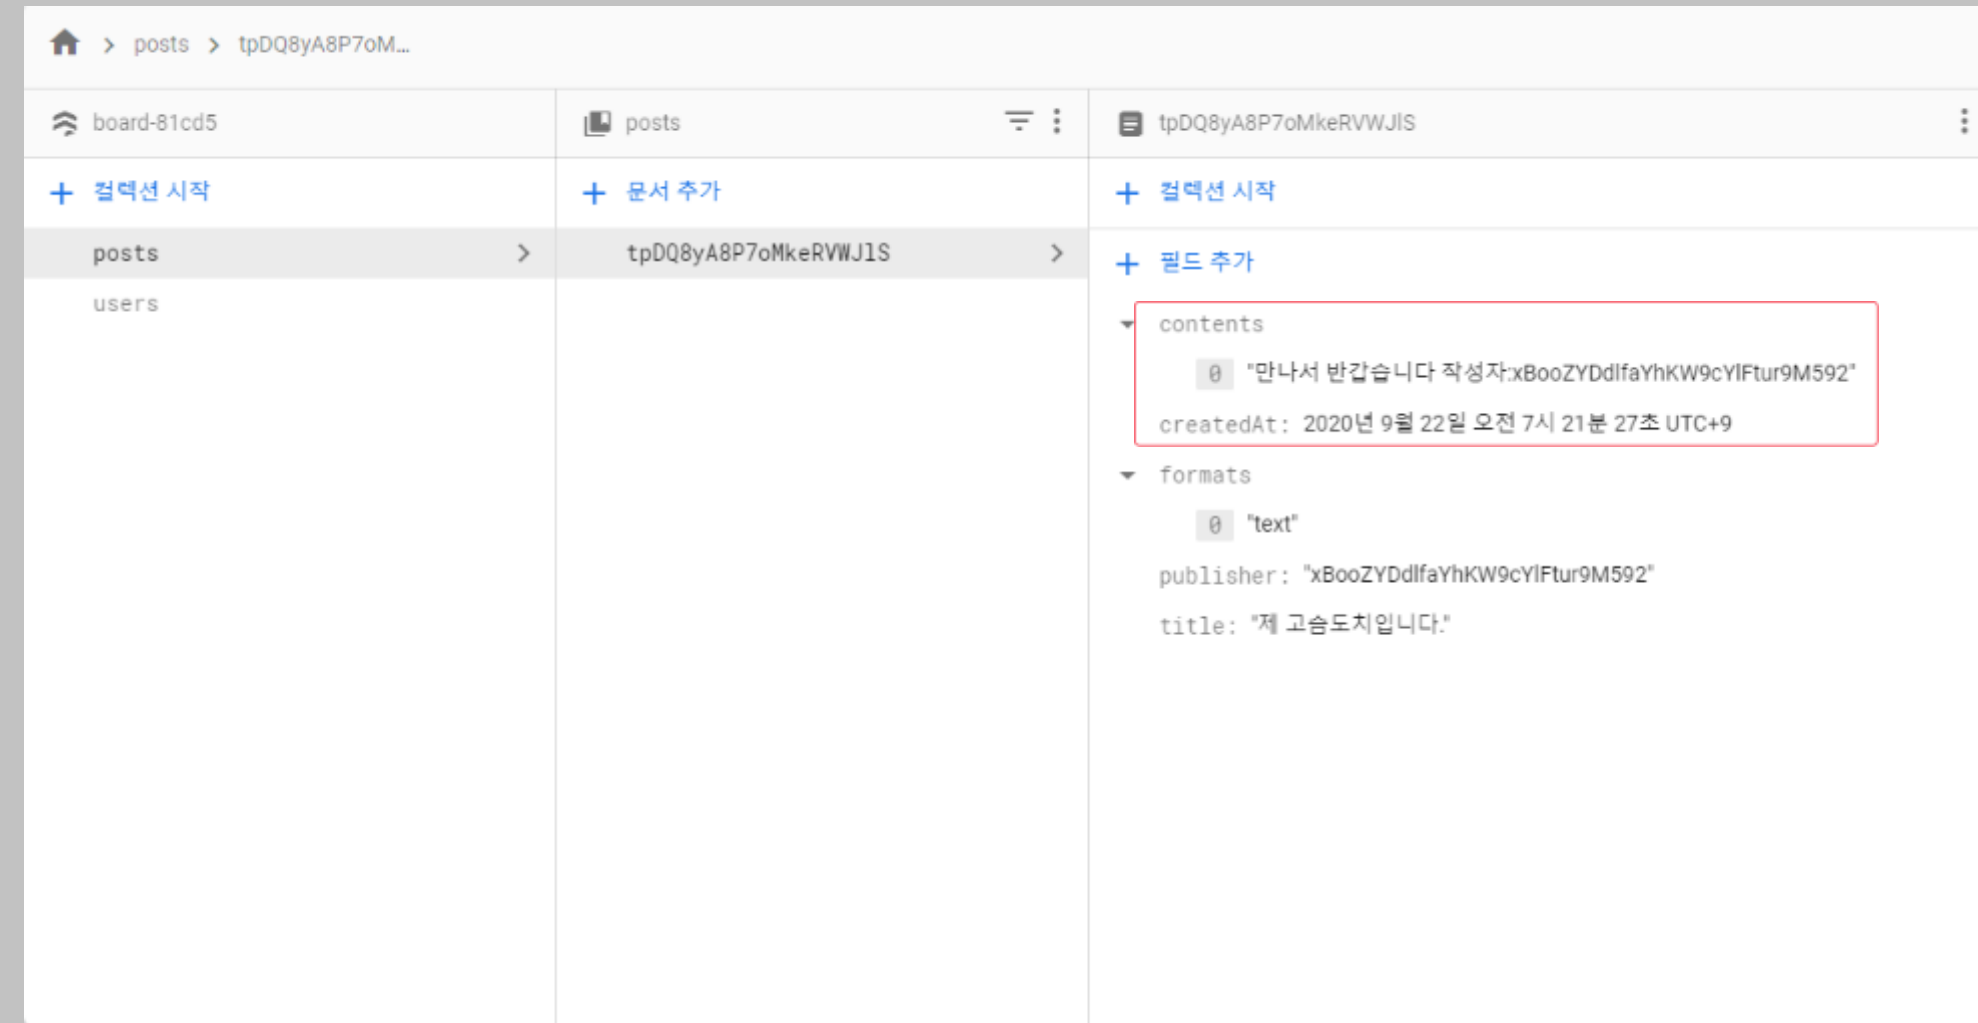 posts > tpDQ8yA8P7oM...
board-81cd5
posts
tpDQ8yA8P7oMkeRVWJlS
+ 컬렉션 시작
+ 문서 추가
+ 컬렉션 시작
posts
users
tpDQ8yA8P7oMkeRVWJlS
+ 필드 추가
contents
0 "만나서 반갑습니다 작성자:xBooZYDdlfaYhKW9cYlFtur9M592"
createdAt: 2020년 9월 22일 오전 7시 21분 27초 UTC+9
formats
0 "text"
publisher: "xBooZYDdlfaYhKW9cYlFtur9M592"
title: "제 고슴도치입니다."